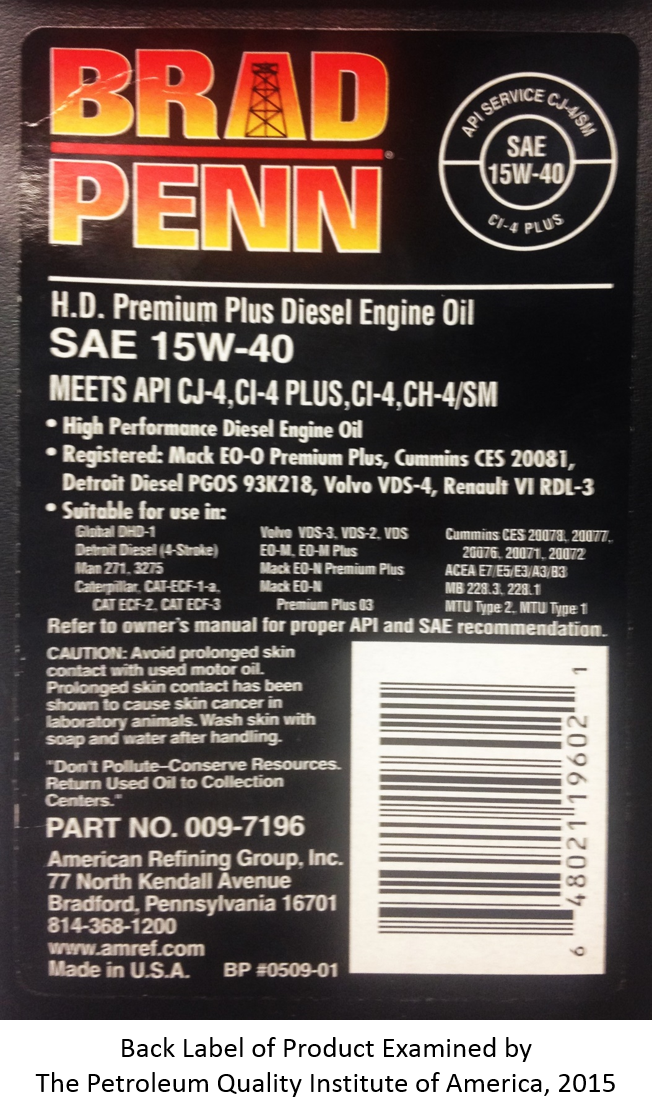 BRAD
PENN®
API SERVICE CJ-4/SM
SAE
15W-40
CI-4 PLUS
H.D. Premium Plus Diesel Engine Oil
SAE 15W-40
MEETS API CJ-4,CI-4 PLUS,CI-4,CH-4/SM
• High Performance Diesel Engine Oil
• Registered: Mack EO-O Premium Plus, Cummins CES 20081,
Detroit Diesel PGOS 93K218, Volvo VDS-4, Renault VI RDL-3
• Suitable for use in:
Global DHD-1
Detroit Diesel (4-Stroke)
Man 271, 3275
Caterpillar, CAT-ECF-1-a,
CAT ECF-2, CAT ECF-3
Volvo VDS-3, VDS-2, VDS
EO-M, EO-M Plus
Mack EO-N Premium Plus
Mack EO-N
Premium Plus 03
Cummins CES 20078, 20077,
20076, 20071, 20072
ACEA E7/E5/E3/A3/B3
MB 228.3, 228.1
MTU Type 2, MTU Type 1
Refer to owner's manual for proper API and SAE recommendation.
CAUTION: Avoid prolonged skin
contact with used motor oil.
Prolonged skin contact has been
shown to cause skin cancer in
laboratory animals. Wash skin with
soap and water after handling.
"Don't Pollute–Conserve Resources.
Return Used Oil to Collection
Centers."
PART NO. 009-7196
American Refining Group, Inc.
77 North Kendall Avenue
Bradford, Pennsylvania 16701
814-368-1200
www.amref.com
Made in U.S.A. BP #0509-01
6 48021 19602 1
Back Label of Product Examined by
The Petroleum Quality Institute of America, 2015